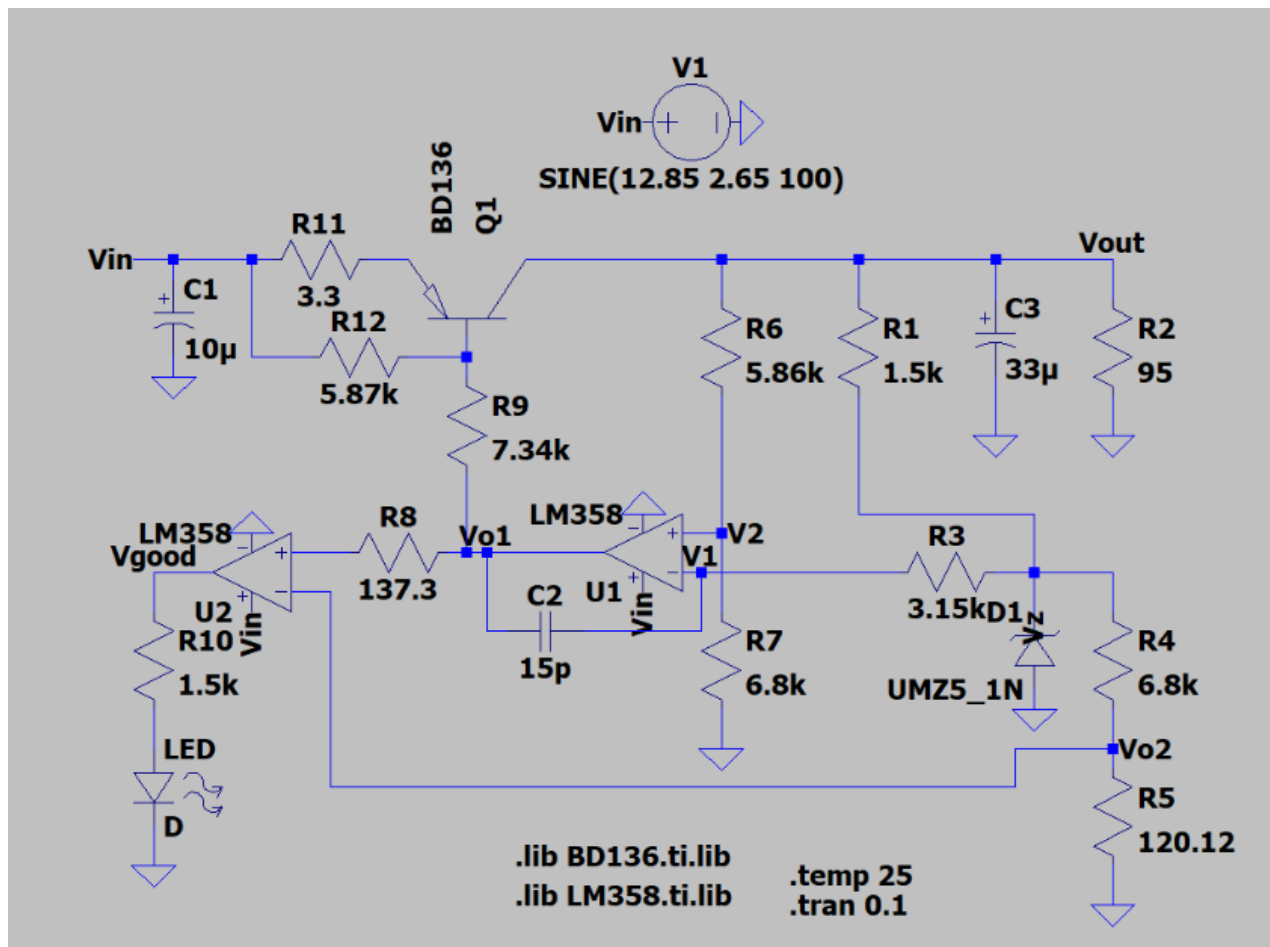 V1
Vin
SINE(12.85 2.65 100)
BD136
Q1
R11
3.3
Vin
C1
10µ
R12
5.87k
R9
7.34k
Vout
R6
5.86k
R1
1.5k
C3
33µ
R2
95
LM358
Vgood
U2
Vin
R8
137.3
Vo1
LM358
U1
Vin
V2
V1
C2
15p
R3
3.15k
D1
Vz
UMZ5_1N
R10
1.5k
R7
6.8k
R4
6.8k
Vo2
LED
D
R5
120.12
.lib BD136.ti.lib
.lib LM358.ti.lib
.temp 25
.tran 0.1